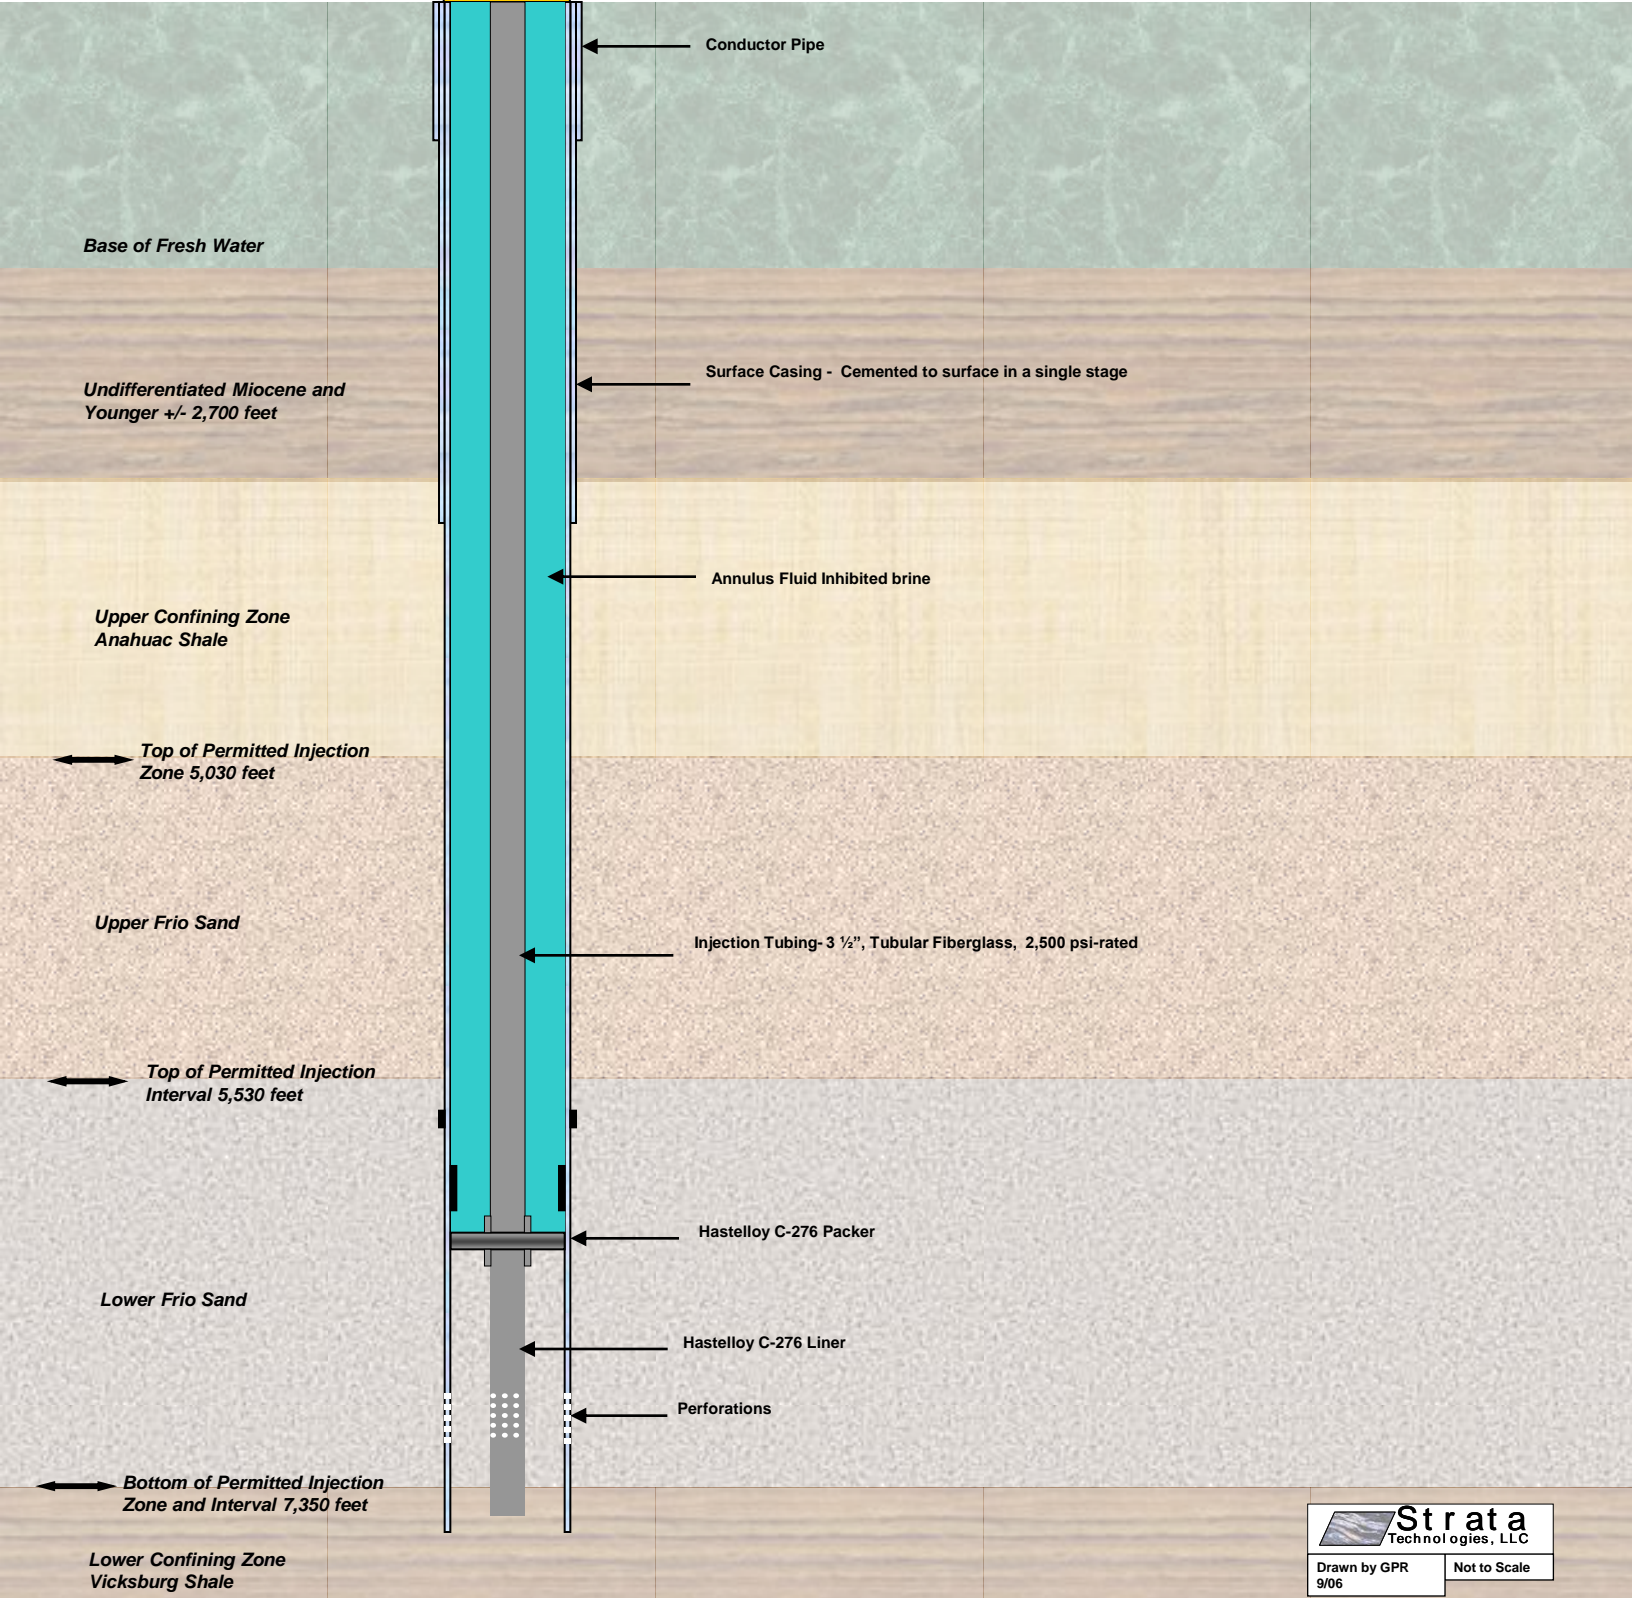 Conductor Pipe
Base of Fresh Water
Surface Casing - Cemented to surface in a single stage
Undifferentiated Miocene and
Younger +/- 2,700 feet
Annulus Fluid Inhibited brine
Upper Confining Zone
Anahuac Shale
Top of Permitted Injection
Zone 5,030 feet
Upper Frio Sand
Injection Tubing- 3 ½”, Tubular Fiberglass, 2,500 psi-rated
Top of Permitted Injection
Interval 5,530 feet
Hastelloy C-276 Packer
Lower Frio Sand
Hastelloy C-276 Liner
Perforations
Bottom of Permitted Injection
Zone and Interval 7,350 feet
Strata
Technologies, LLC
Drawn by GPR
9/06
Not to Scale
Lower Confining Zone
Vicksburg Shale